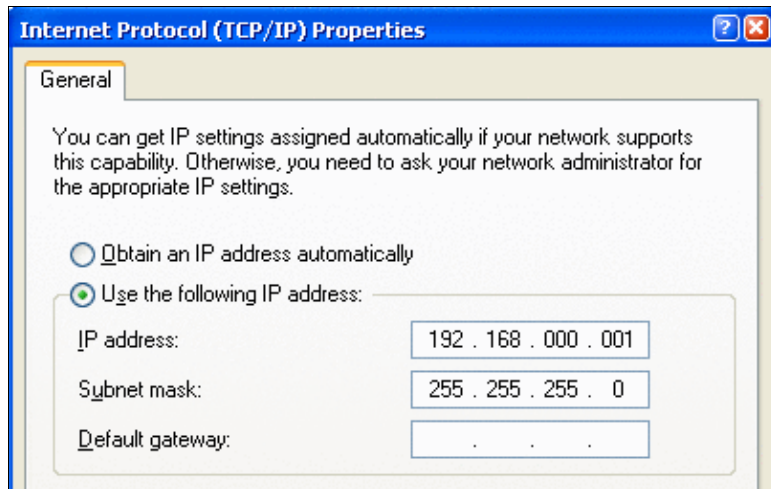 Internet Protocol (TCP/IP) Properties
General
You can get IP settings assigned automatically if your network supports
this capability. Otherwise, you need to ask your network administrator for
the appropriate IP settings.
Obtain an IP address automatically
Use the following IP address:
IP address: 192 . 168 . 000 . 001
Subnet mask: 255 . 255 . 255 . 0
Default gateway: . . .